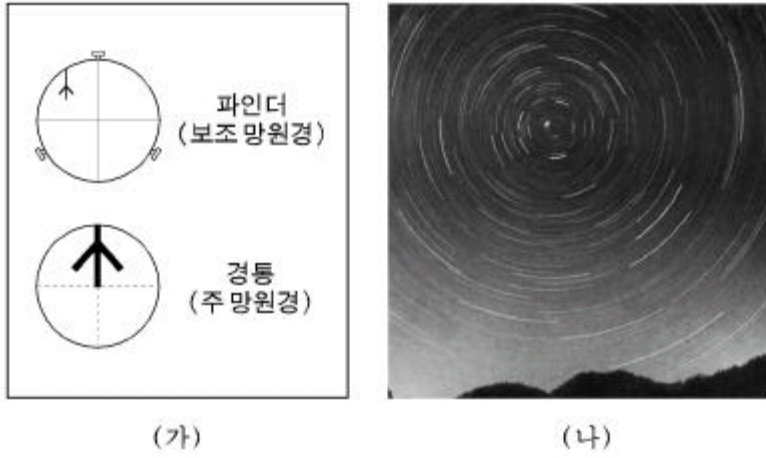 파인더
(보조 망원경)
경통
(주 망원경)
(가)
(나)